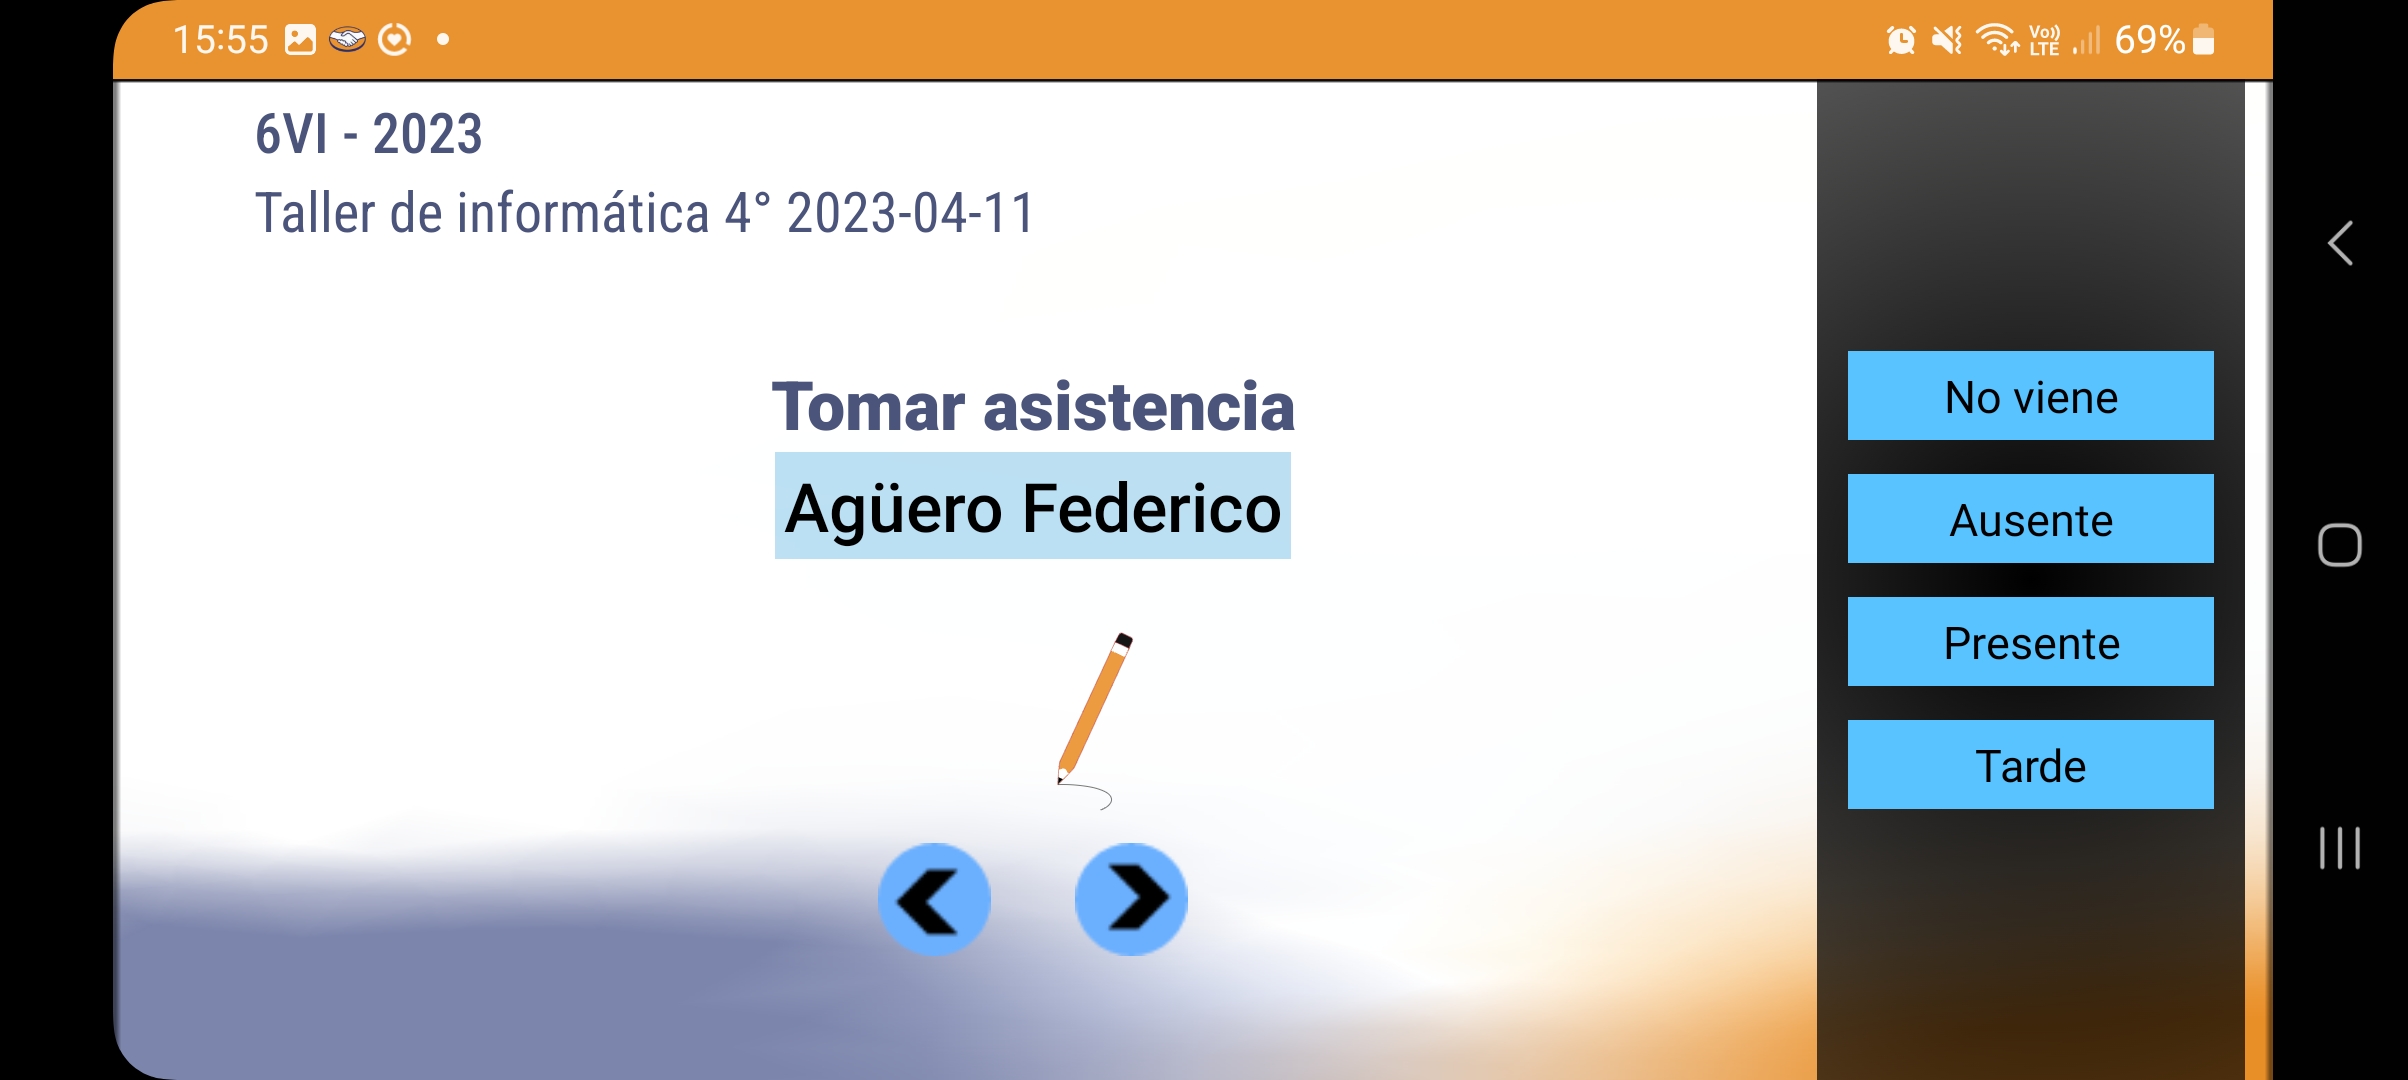 15:55
Vo)) LTE
69%
6VI - 2023
Taller de informática 4° 2023-04-11
Tomar asistencia
Agüero Federico
No viene
Ausente
Presente
Tarde